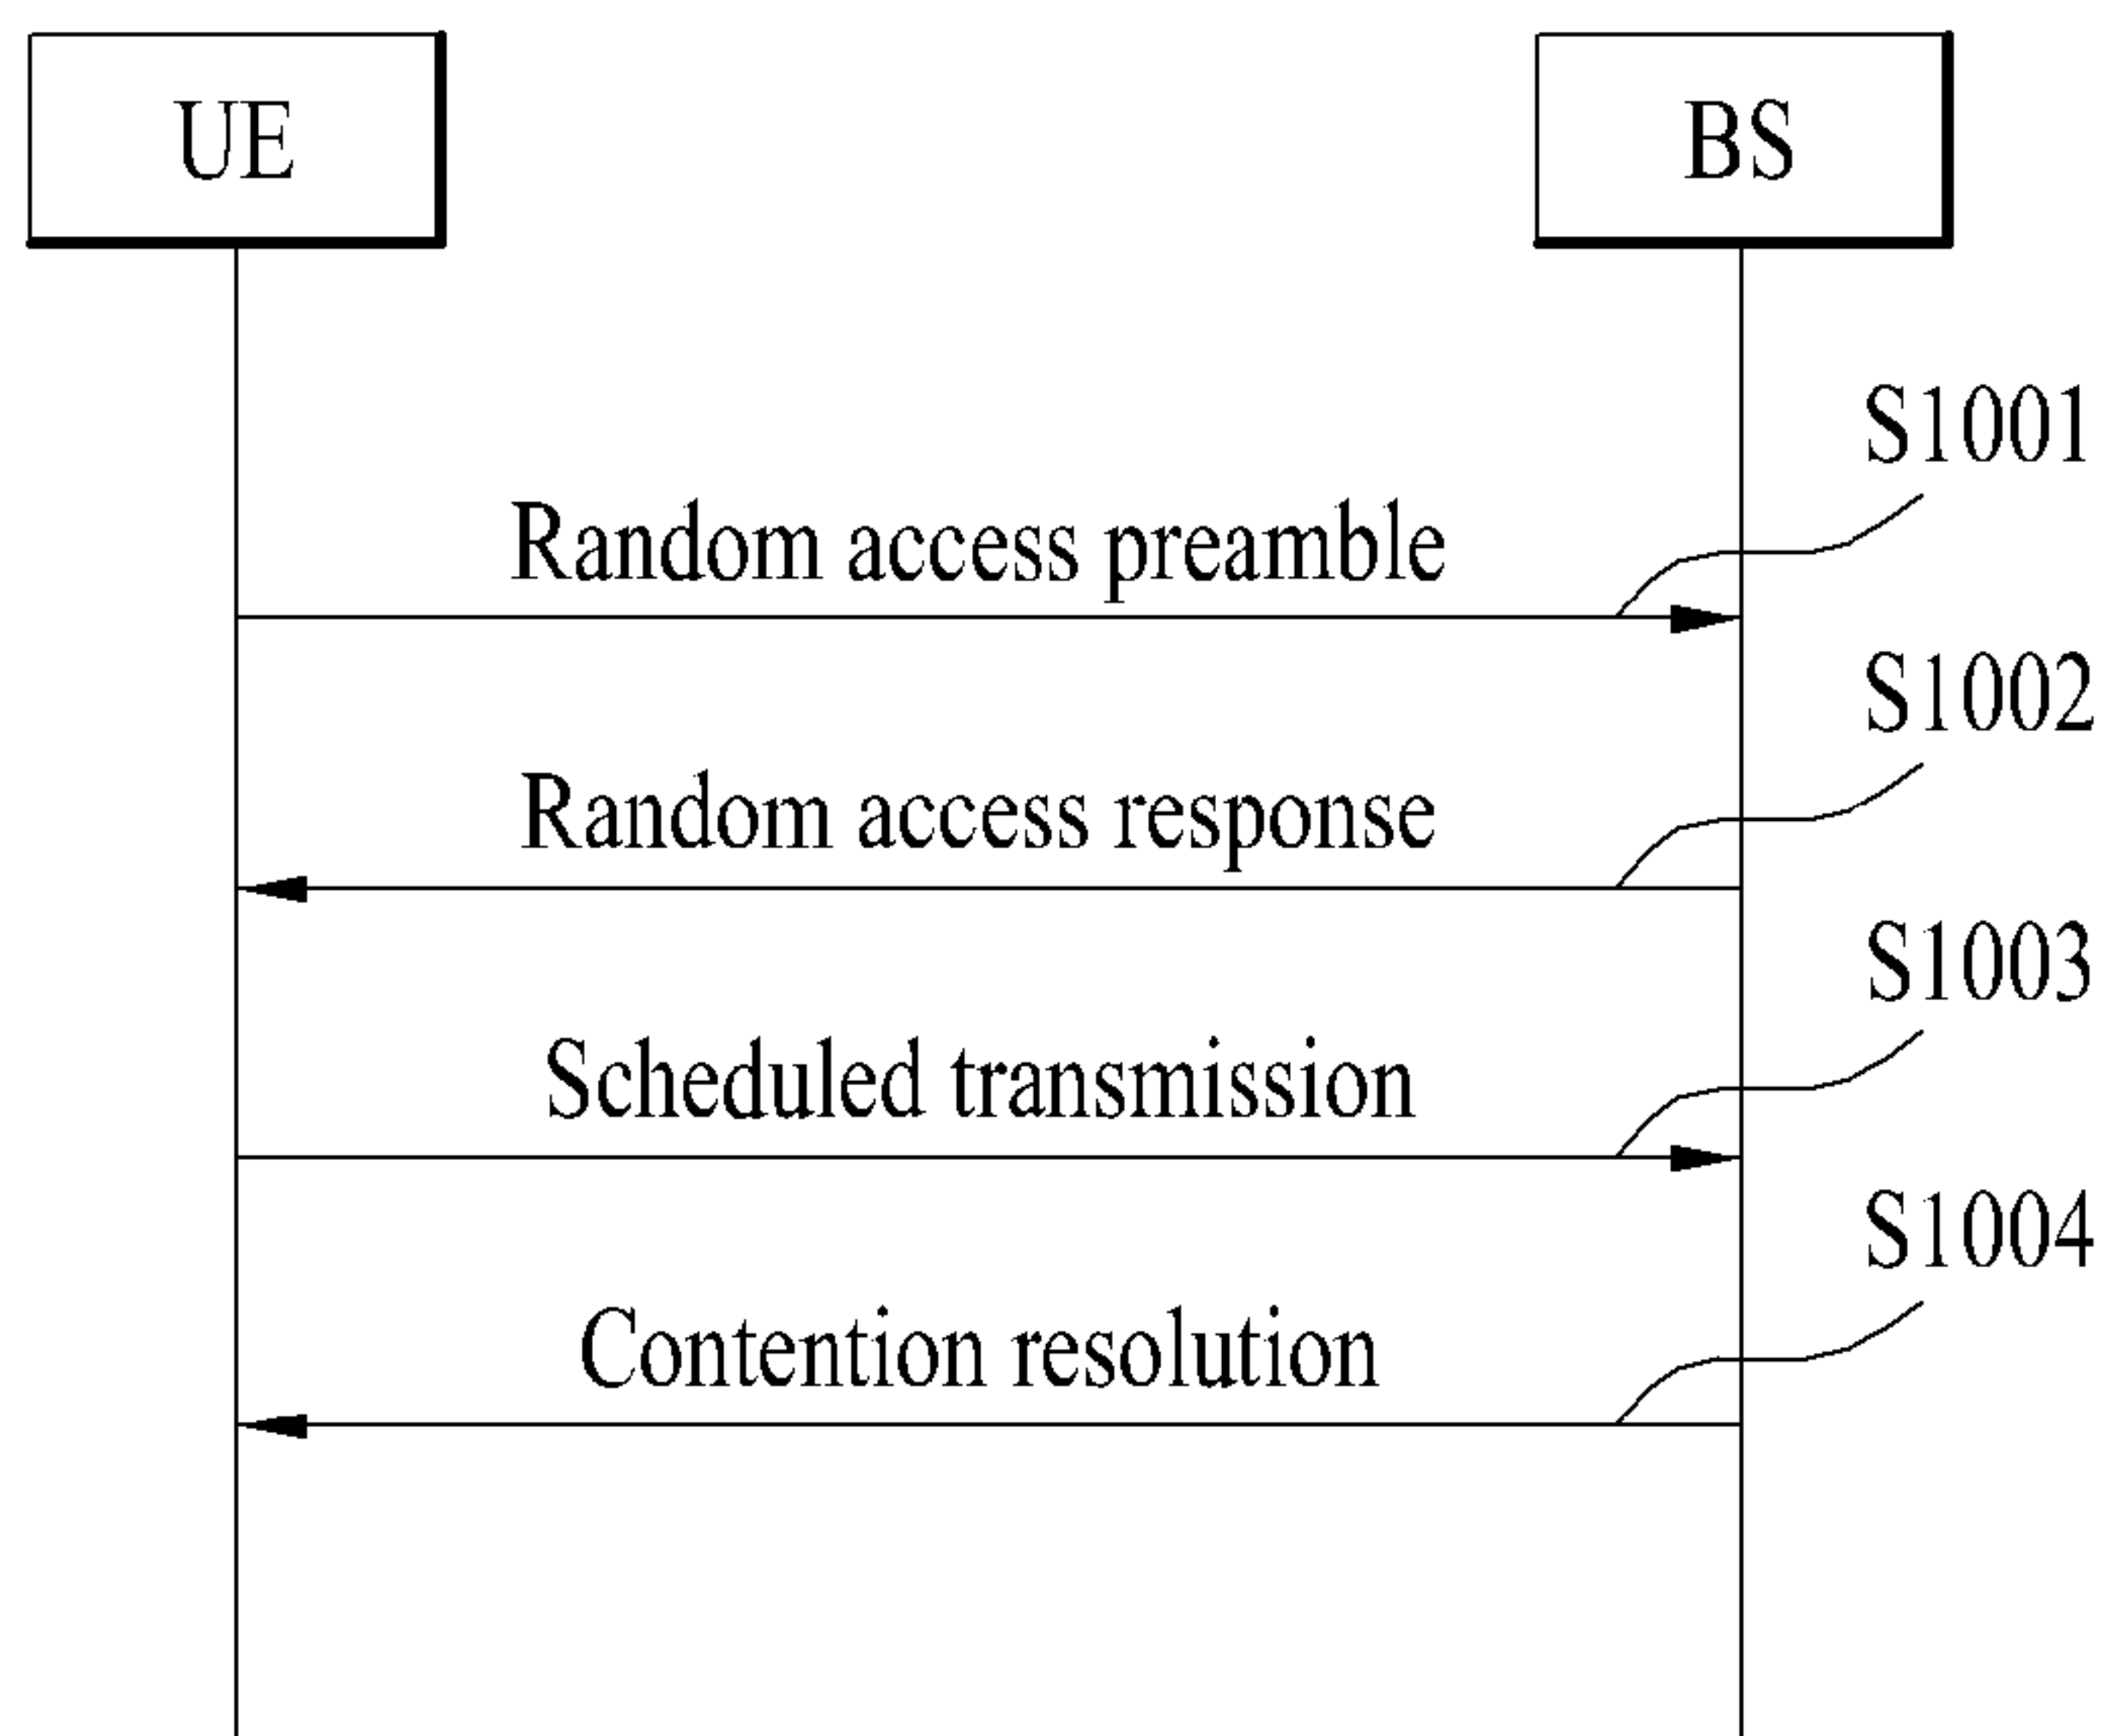 UE
BS
S1001
Random access preamble
S1002
Random access response
S1003
Scheduled transmission
S1004
Contention resolution